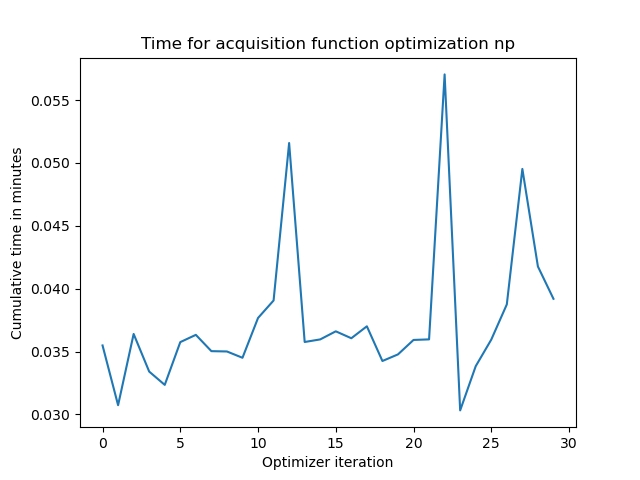 Time for acquisition function optimization np
0.055
0.050
0.045
0.040
0.035
0.030
Cumulative time in minutes
0 5 10 15 20 25 30
Optimizer iteration